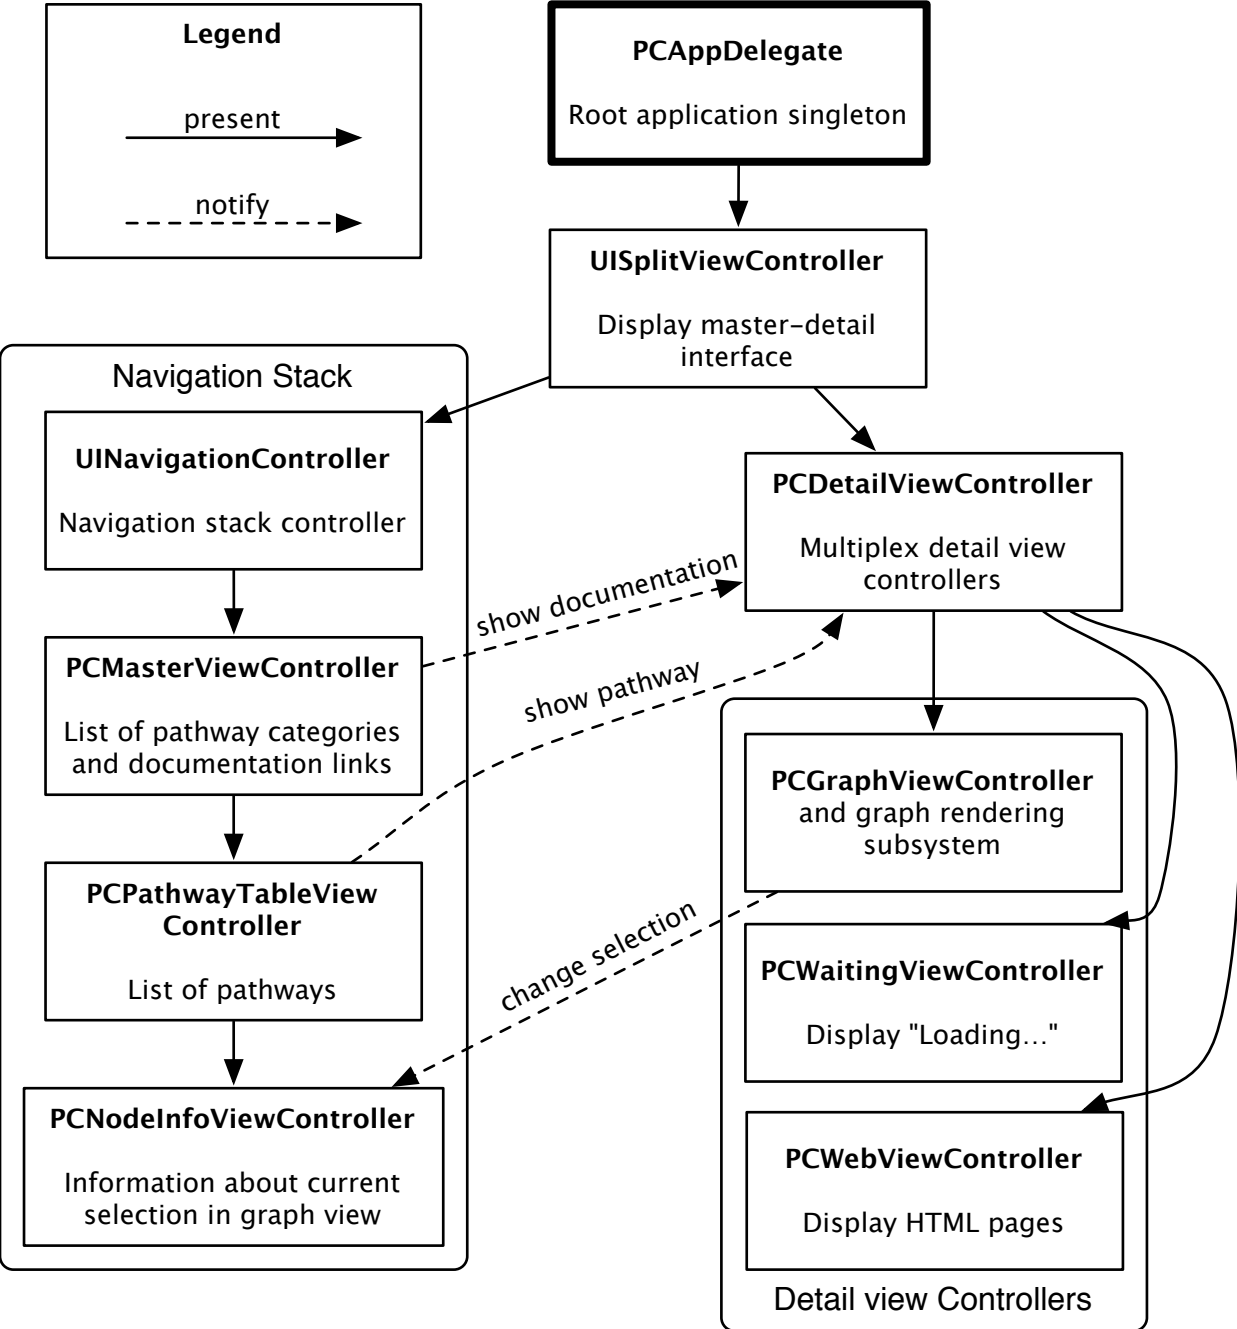 Legend
present
notify
PCAppDelegate
Root application singleton
UISplitViewController
Display master-detail
interface
Navigation Stack
UINavigationController
Navigation stack controller
PCMasterViewController
List of pathway categories
and documentation links
PCPathwayTableView
Controller
List of pathways
PCNodeInfoViewController
Information about current
selection in graph view
show documentation
show pathway
change selection
PCDetailViewController
Multiplex detail view
controllers
PCGraphViewController
and graph rendering
subsystem
PCWaitingViewController
Display "Loading..."
PCWebViewController
Display HTML pages
Detail view Controllers